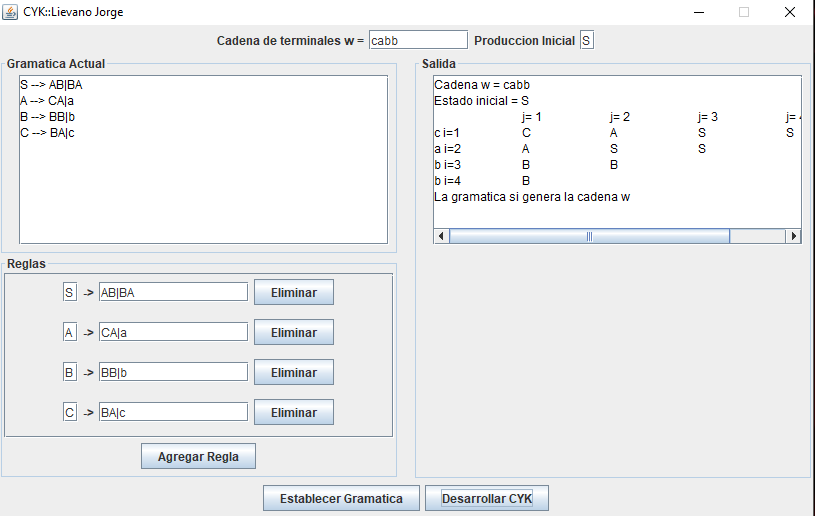 CYK::Lievano Jorge
Cadena de terminales w = cabb Produccion Inicial S
Gramatica Actual
S --> AB|BA
A --> CA|a
B --> BB|b
C --> BA|c
Reglas
S -> AB|BA Eliminar
A -> CA|a Eliminar
B -> BB|b Eliminar
C -> BA|c Eliminar
Agregar Regla
Salida
Cadena w = cabb
Estado inicial = S
j= 1 j= 2 j= 3 j=
c i=1 C A S S
a i=2 A S S
b i=3 B B
b i=4 B
La gramatica si genera la cadena w
Establecer Gramatica Desarrollar CYK